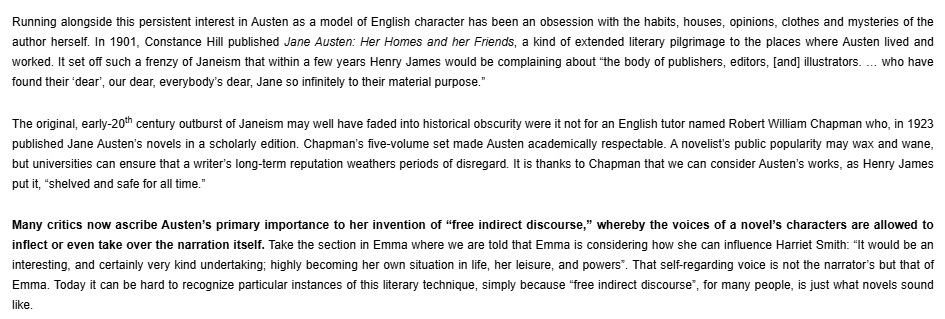 Running alongside this persistent interest in Austen as a model of English character has been an obsession with the habits, houses, opinions, clothes and mysteries of the
author herself. In 1901, Constance Hill published Jane Austen: Her Homes and her Friends, a kind of extended literary pilgrimage to the places where Austen lived and
worked. It set off such a frenzy of Janeism that within a few years Henry James would be complaining about “the body of publishers, editors, [and] illustrators. … who have
found their ‘dear’, our dear, everybody’s dear, Jane so infinitely to their material purpose.”
The original, early-20th century outburst of Janeism may well have faded into historical obscurity were it not for an English tutor named Robert William Chapman who, in 1923
published Jane Austen’s novels in a scholarly edition. Chapman’s five-volume set made Austen academically respectable. A novelist’s public popularity may wax and wane,
but universities can ensure that a writer’s long-term reputation weathers periods of disregard. It is thanks to Chapman that we can consider Austen’s works, as Henry James
put it, “shelved and safe for all time.”
Many critics now ascribe Austen’s primary importance to her invention of “free indirect discourse,” whereby the voices of a novel’s characters are allowed to
inflect or even take over the narration itself. Take the section in Emma where we are told that Emma is considering how she can influence Harriet Smith: “It would be an
interesting, and certainly very kind undertaking; highly becoming her own situation in life, her leisure, and powers”. That self-regarding voice is not the narrator’s but that of
Emma. Today it can be hard to recognize particular instances of this literary technique, simply because “free indirect discourse”, for many people, is just what novels sound
like.